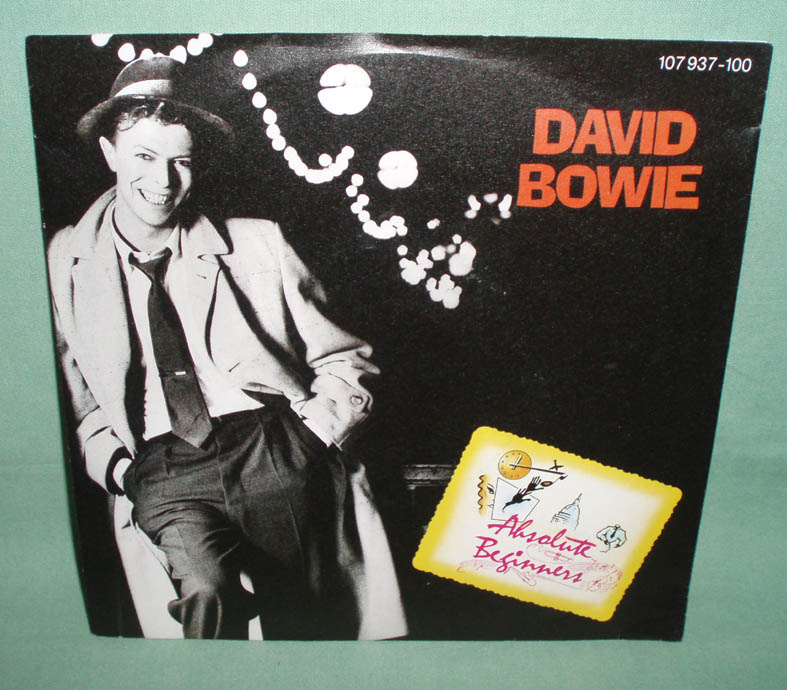 107 937-100
DAVID
BOWIE
Absolute
Beginners